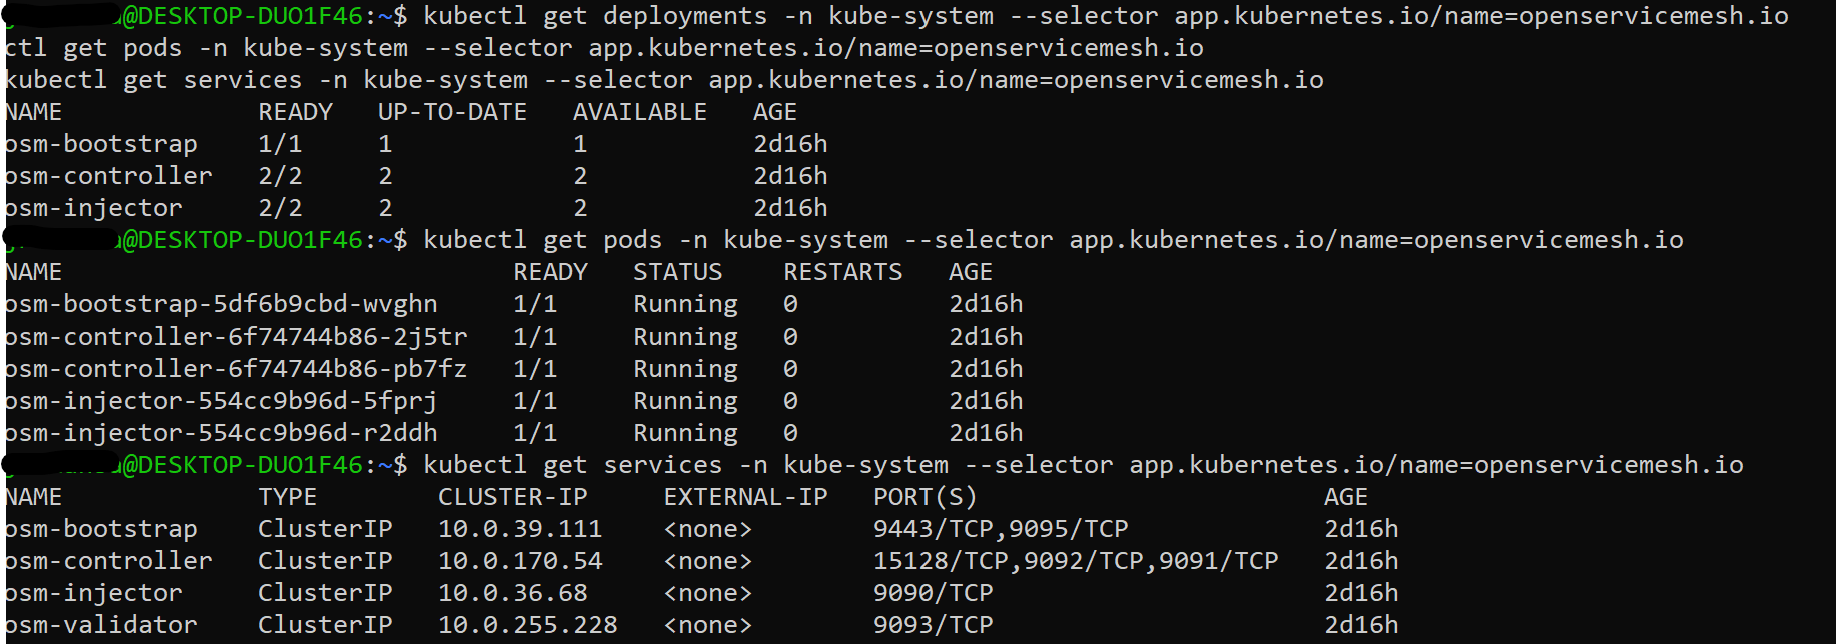 @DESKTOP-DUO1F46:~$ kubectl get deployments -n kube-system --selector app.kubernetes.io/name=openservicemesh.io
ctl get pods -n kube-system --selector app.kubernetes.io/name=openservicemesh.io
kubectl get services -n kube-system --selector app.kubernetes.io/name=openservicemesh.io
NAME READY UP-TO-DATE AVAILABLE AGE
osm-bootstrap 1/1 1 1 2d16h
osm-controller 2/2 2 2 2d16h
osm-injector 2/2 2 2 2d16h
a@DESKTOP-DUO1F46:~$ kubectl get pods -n kube-system --selector app.kubernetes.io/name=openservicemesh.io
NAME READY STATUS RESTARTS AGE
osm-bootstrap-5df6b9cbd-wvghn 1/1 Running 0 2d16h
osm-controller-6f74744b86-2j5tr 1/1 Running 0 2d16h
osm-controller-6f74744b86-pb7fz 1/1 Running 0 2d16h
osm-injector-554cc9b96d-5fprj 1/1 Running 0 2d16h
osm-injector-554cc9b96d-r2ddh 1/1 Running 0 2d16h
@DESKTOP-DUO1F46:~$ kubectl get services -n kube-system --selector app.kubernetes.io/name=openservicemesh.io
NAME TYPE CLUSTER-IP EXTERNAL-IP PORT(S) AGE
osm-bootstrap ClusterIP 10.0.39.111 <none> 9443/TCP,9095/TCP 2d16h
osm-controller ClusterIP 10.0.170.54 <none> 15128/TCP,9092/TCP,9091/TCP 2d16h
osm-injector ClusterIP 10.0.36.68 <none> 9090/TCP 2d16h
osm-validator ClusterIP 10.0.255.228 <none> 9093/TCP 2d16h